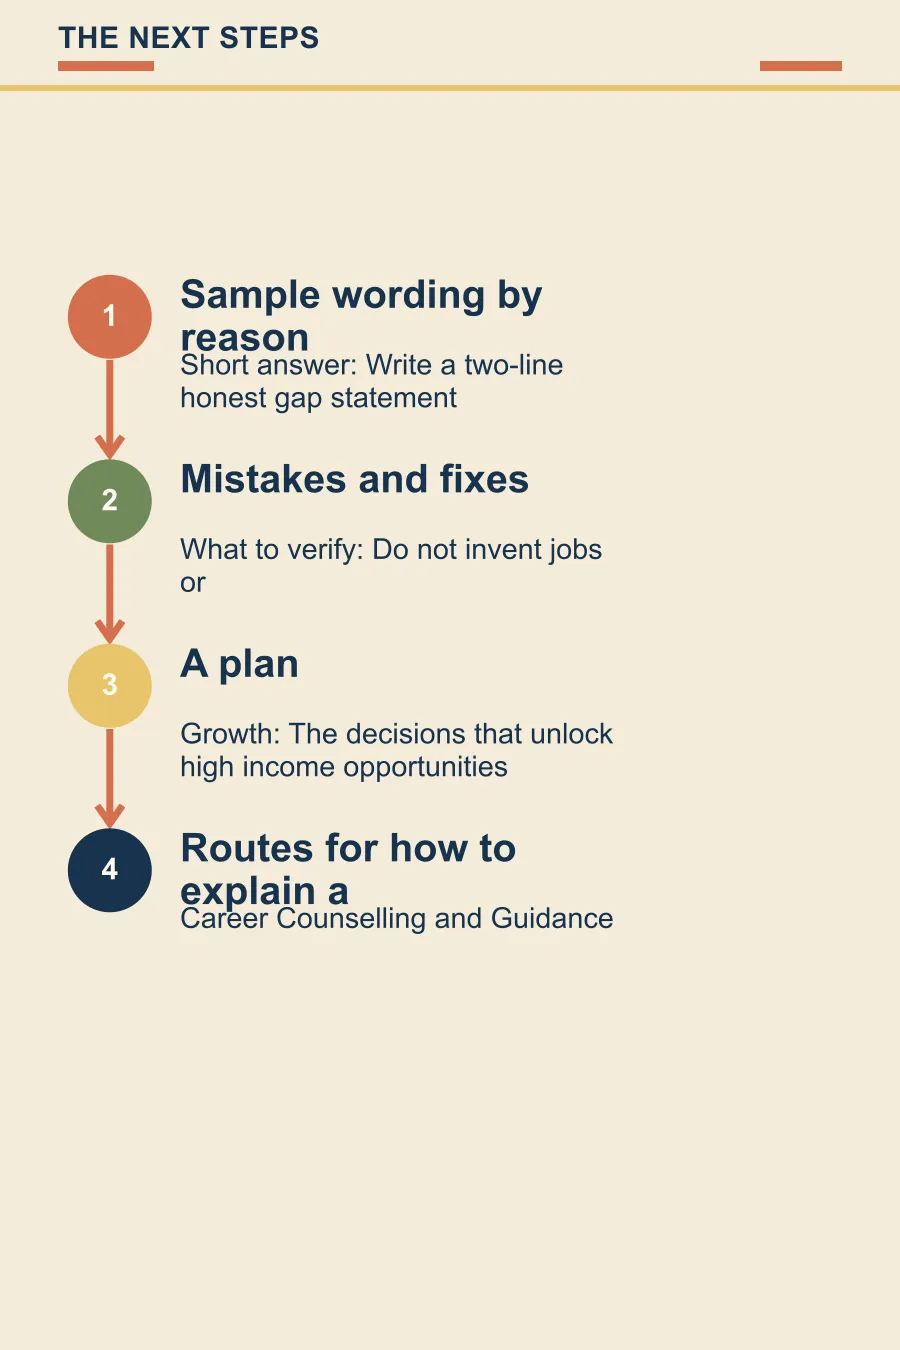 THE NEXT STEPS
1
Sample wording by
reason
Short answer: Write a two-line
honest gap statement
2
Mistakes and fixes
What to verify: Do not invent jobs
or
3
A plan
Growth: The decisions that unlock
high income opportunities
4
Routes for how to
explain a
Career Counselling and Guidance